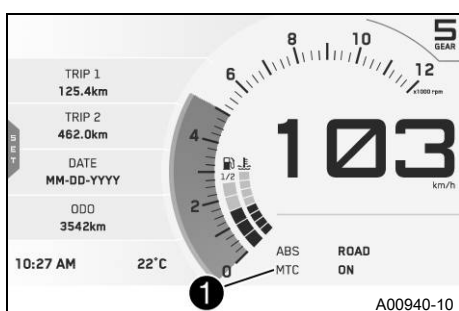 5
GEAR
TRIP 1
125.4km
TRIP 2
462.0km
SET
DATE
MM-DD-YYYY
ODO
3542km
10:27 AM
22°C
0
2
4
6
8
10
12
x1000 rpm
1/2
103
km/h
ABS ROAD
MTC ON
1
A00940-10